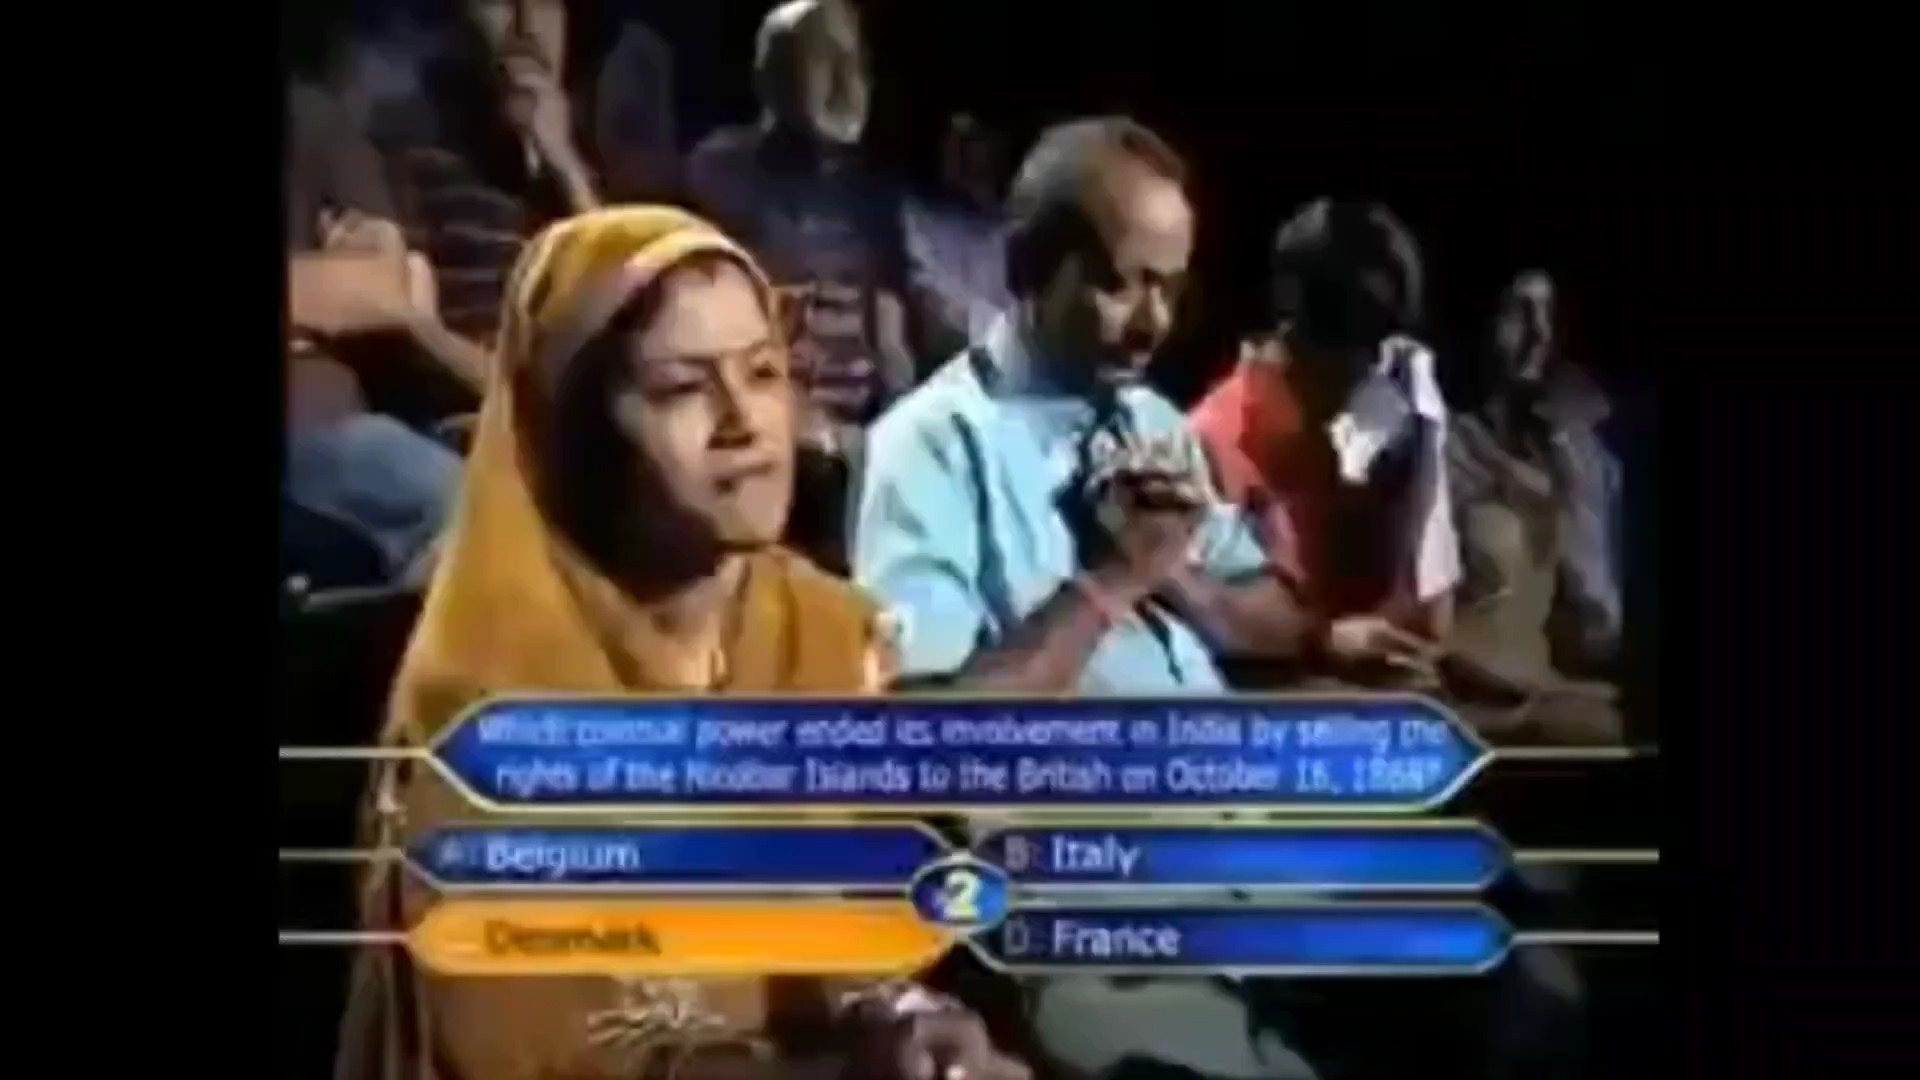 Which colonial power ended its involvement in India by selling the
rights of the Nicobar Islands to the British on October 16, 1868?
A: Belgium
B: Italy
2
Denmark
D: France